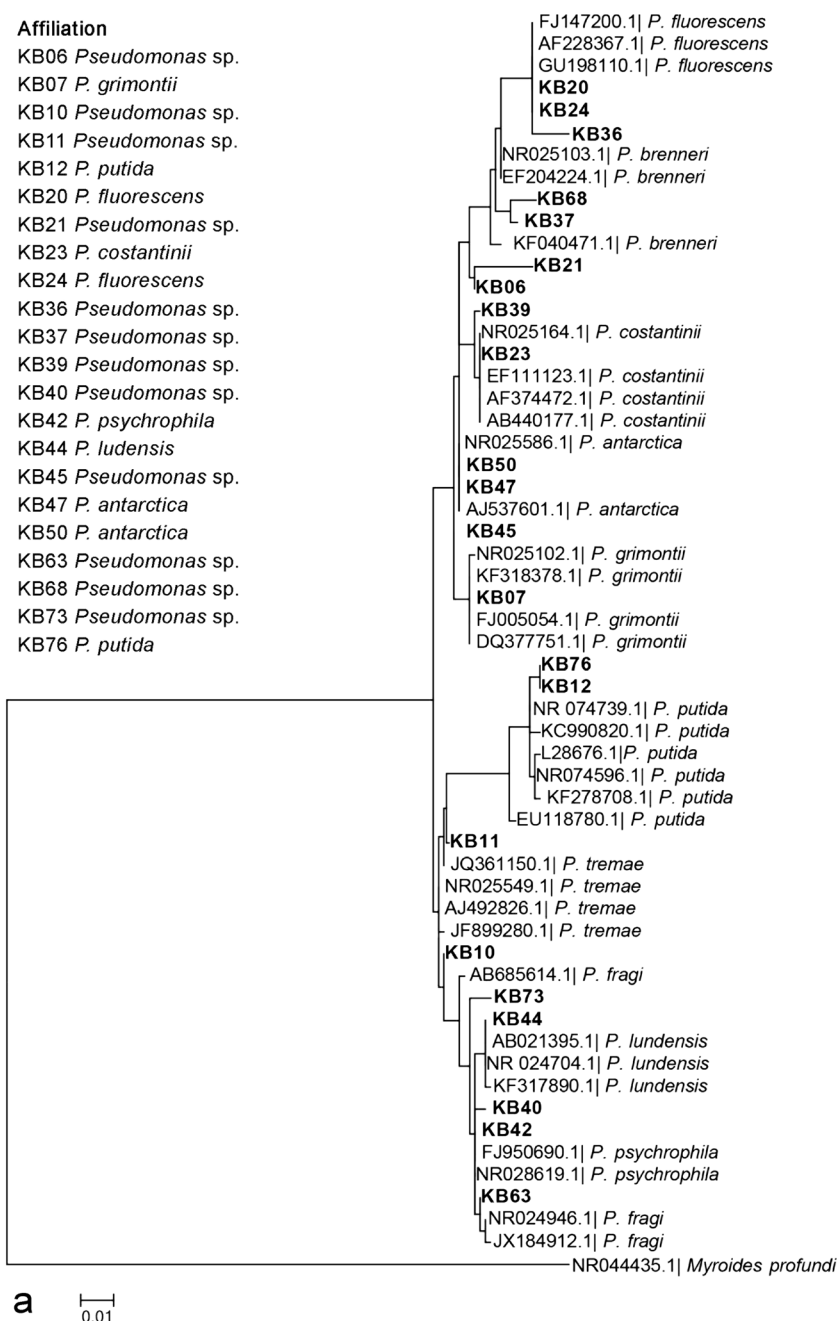 Affiliation
KB06 Pseudomonas sp.
KB07 P. grimontii
KB10 Pseudomonas sp.
KB11 Pseudomonas sp.
KB12 P. putida
KB20 P. fluorescens
KB21 Pseudomonas sp.
KB23 P. costantinii
KB24 P. fluorescens
KB36 Pseudomonas sp.
KB37 Pseudomonas sp.
KB39 Pseudomonas sp.
KB40 Pseudomonas sp.
KB42 P. psychrophila
KB44 P. ludensis
KB45 Pseudomonas sp.
KB47 P. antarctica
KB50 P. antarctica
KB63 Pseudomonas sp.
KB68 Pseudomonas sp.
KB73 Pseudomonas sp.
KB76 P. putida
FJ147200.1| P. fluorescens
AF228367.1| P. fluorescens
GU198110.1| P. fluorescens
KB20
KB24
KB36
NR025103.1| P. brenneri
EF204224.1| P. brenneri
KB68
KB37
KF040471.1| P. brenneri
KB21
KB06
KB39
NR025164.1| P. costantinii
KB23
EF111123.1| P. costantinii
AF374472.1| P. costantinii
AB440177.1| P. costantinii
NR025586.1| P. antarctica
KB50
KB47
AJ537601.1| P. antarctica
KB45
NR025102.1| P. grimontii
KF318378.1| P. grimontii
KB07
FJ005054.1| P. grimontii
DQ377751.1| P. grimontii
KB76
KB12
NR 074739.1| P. putida
KC990820.1| P. putida
L28676.1|P. putida
NR074596.1| P. putida
KF278708.1| P. putida
EU118780.1| P. putida
KB11
JQ361150.1| P. tremae
NR025549.1| P. tremae
AJ492826.1| P. tremae
JF899280.1| P. tremae
KB10
AB685614.1| P. fragi
KB73
KB44
AB021395.1| P. lundensis
NR 024704.1| P. lundensis
KF317890.1| P. lundensis
KB40
KB42
FJ950690.1| P. psychrophila
NR028619.1| P. psychrophila
KB63
NR024946.1| P. fragi
JX184912.1| P. fragi
NR044435.1| Myroides profundi
a
0.01